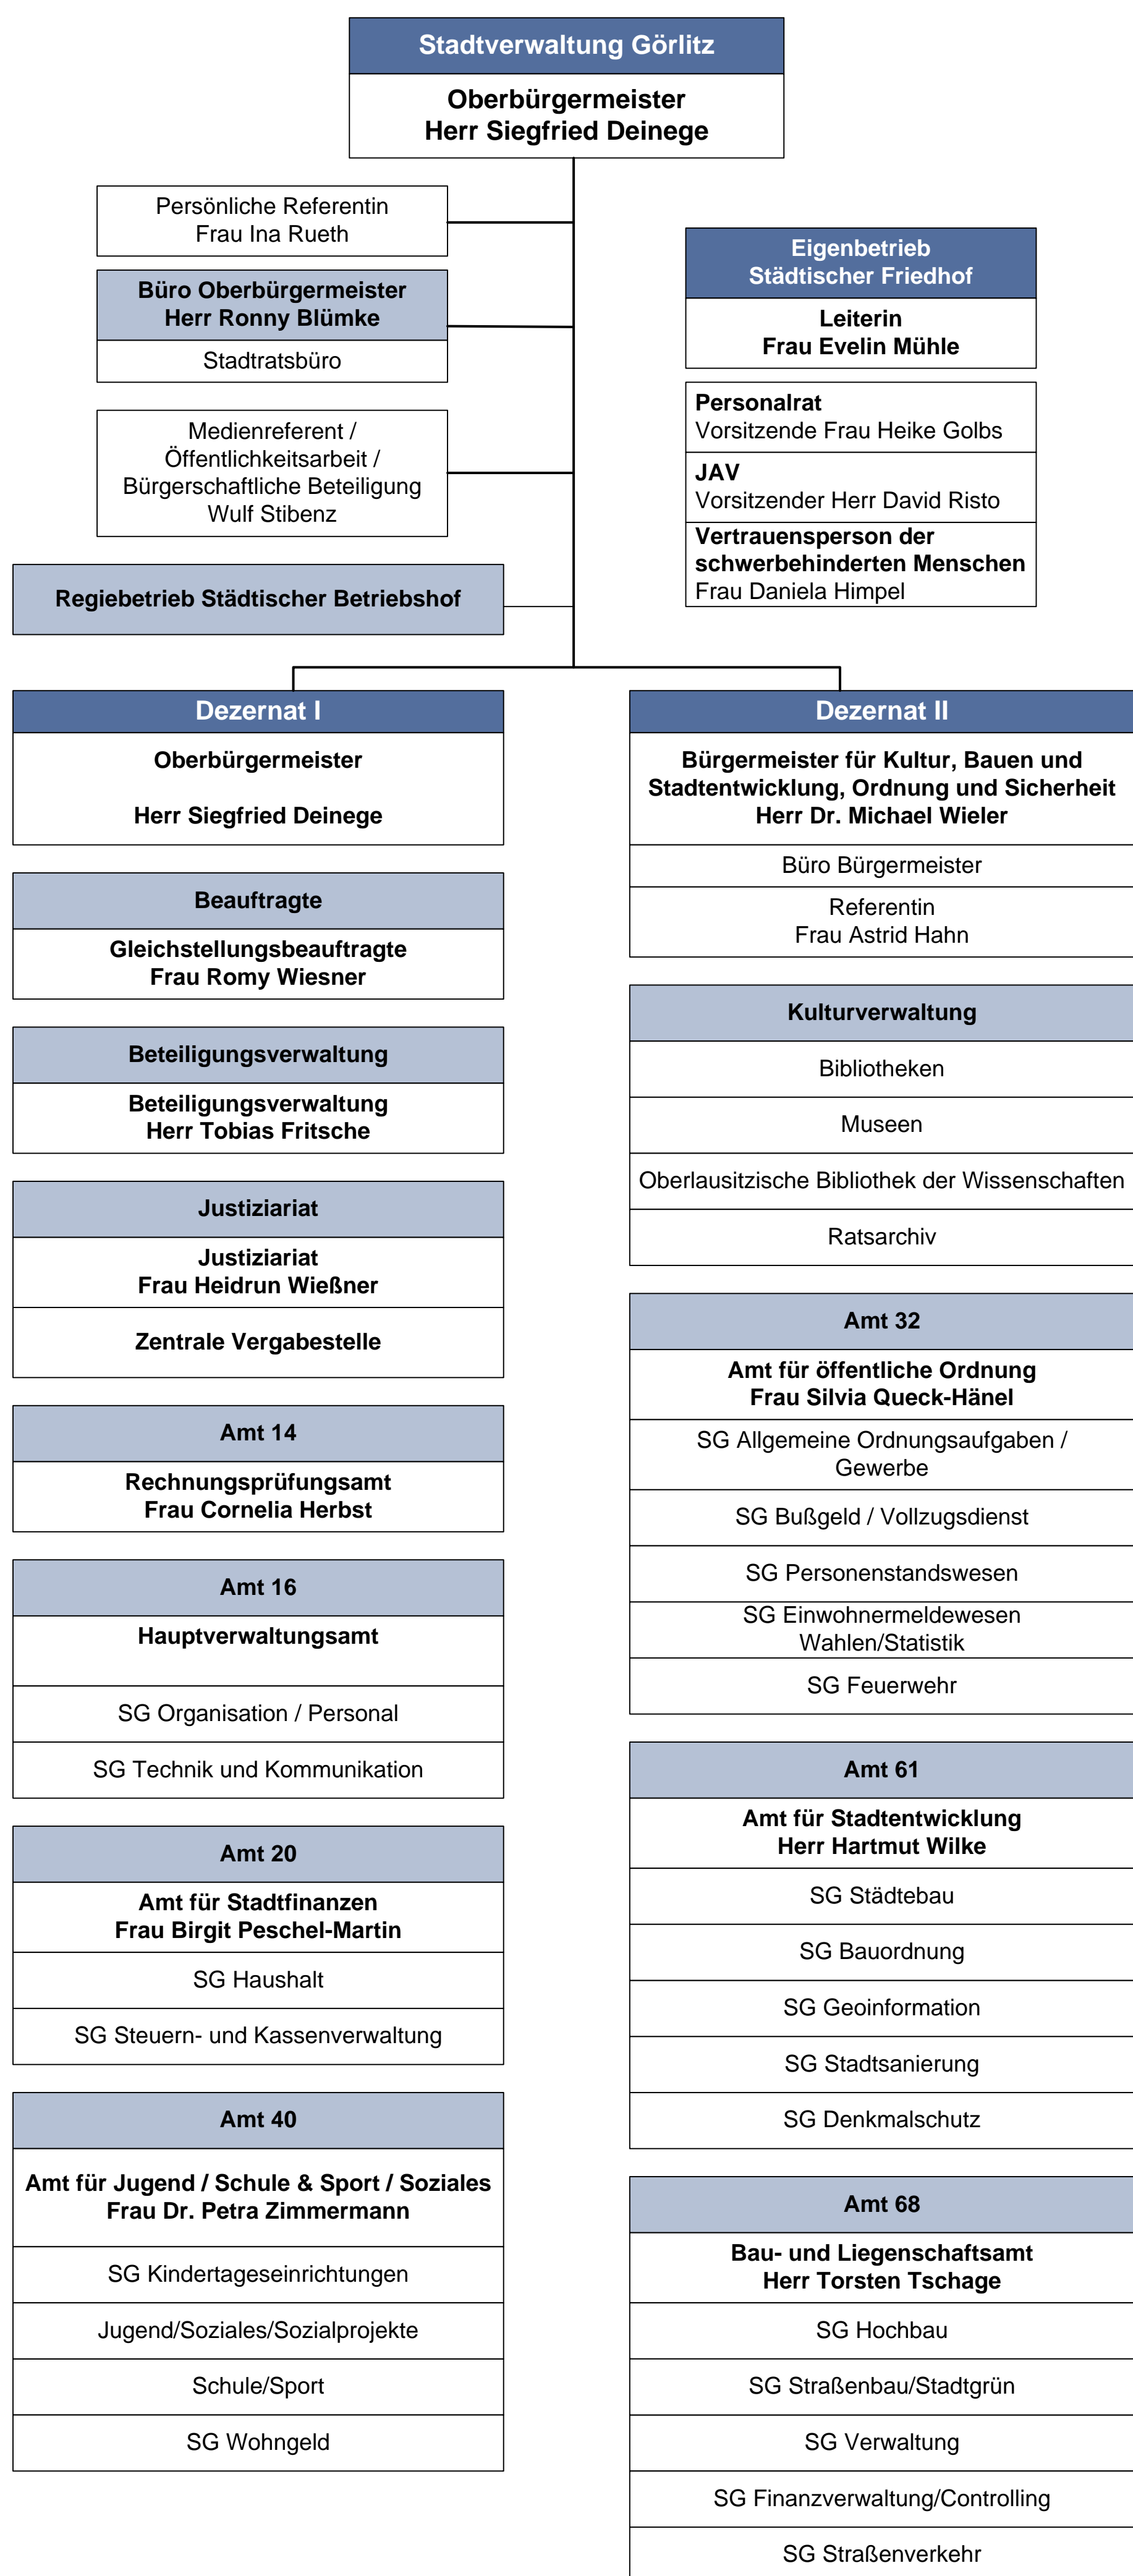 Stadtverwaltung Görlitz
Oberbürgermeister
Herr Siegfried Deinege
Persönliche Referentin
Frau Ina Rueth
Büro Oberbürgermeister
Herr Ronny Blümke
Stadtratsbüro
Medienreferent /
Öffentlichkeitsarbeit /
Bürgerschaftliche Beteiligung
Wulf Stibenz
Regiebetrieb Städtischer Betriebshof
Eigenbetrieb
Städtischer Friedhof
Leiterin
Frau Evelin Mühle
Personalrat
Vorsitzende Frau Heike Golbs
JAV
Vorsitzender Herr David Risto
Vertrauensperson der
schwerbehinderten Menschen
Frau Daniela Himpel
Dezernat I
Oberbürgermeister
Herr Siegfried Deinege
Beauftragte
Gleichstellungsbeauftragte
Frau Romy Wiesner
Beteiligungsverwaltung
Beteiligungsverwaltung
Herr Tobias Fritsche
Justiziariat
Justiziariat
Frau Heidrun Wießner
Zentrale Vergabestelle
Amt 14
Rechnungsprüfungsamt
Frau Cornelia Herbst
Amt 16
Hauptverwaltungsamt
SG Organisation / Personal
SG Technik und Kommunikation
Amt 20
Amt für Stadtfinanzen
Frau Birgit Peschel-Martin
SG Haushalt
SG Steuern- und Kassenverwaltung
Amt 40
Amt für Jugend / Schule & Sport / Soziales
Frau Dr. Petra Zimmermann
SG Kindertageseinrichtungen
Jugend/Soziales/Sozialprojekte
Schule/Sport
SG Wohngeld
Dezernat II
Bürgermeister für Kultur, Bauen und
Stadtentwicklung, Ordnung und Sicherheit
Herr Dr. Michael Wieler
Büro Bürgermeister
Referentin
Frau Astrid Hahn
Kulturverwaltung
Bibliotheken
Museen
Oberlausitzische Bibliothek der Wissenschaften
Ratsarchiv
Amt 32
Amt für öffentliche Ordnung
Frau Silvia Queck-Hänel
SG Allgemeine Ordnungsaufgaben /
Gewerbe
SG Bußgeld / Vollzugsdienst
SG Personenstandswesen
SG Einwohnermeldewesen
Wahlen/Statistik
SG Feuerwehr
Amt 61
Amt für Stadtentwicklung
Herr Hartmut Wilke
SG Städtebau
SG Bauordnung
SG Geoinformation
SG Stadtsanierung
SG Denkmalschutz
Amt 68
Bau- und Liegenschaftsamt
Herr Torsten Tschage
SG Hochbau
SG Straßenbau/Stadtgrün
SG Verwaltung
SG Finanzverwaltung/Controlling
SG Straßenverkehr